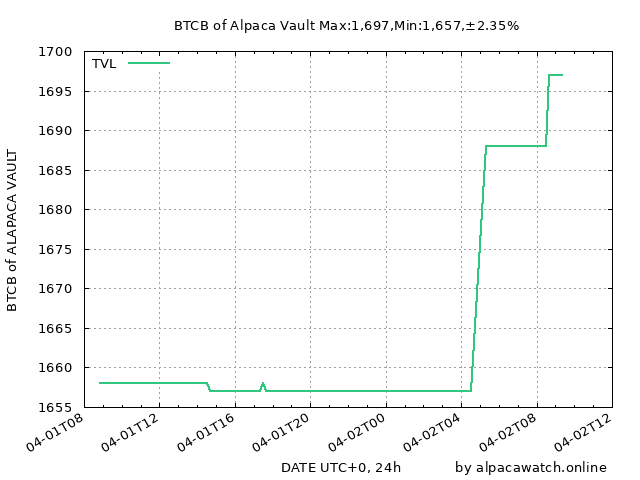 BTCB of Alpaca Vault Max:1,697,Min:1,657,±2.35%
TVL
1700
1695
1690
1685
1680
1675
1670
1665
1660
1655
BTCB of ALAPACA VAULT
04-01T08
04-01T12
04-01T16
04-01T20
04-02T00
04-02T04
04-02T08
04-02T12
DATE UTC+0, 24h
by alpacawatch.online